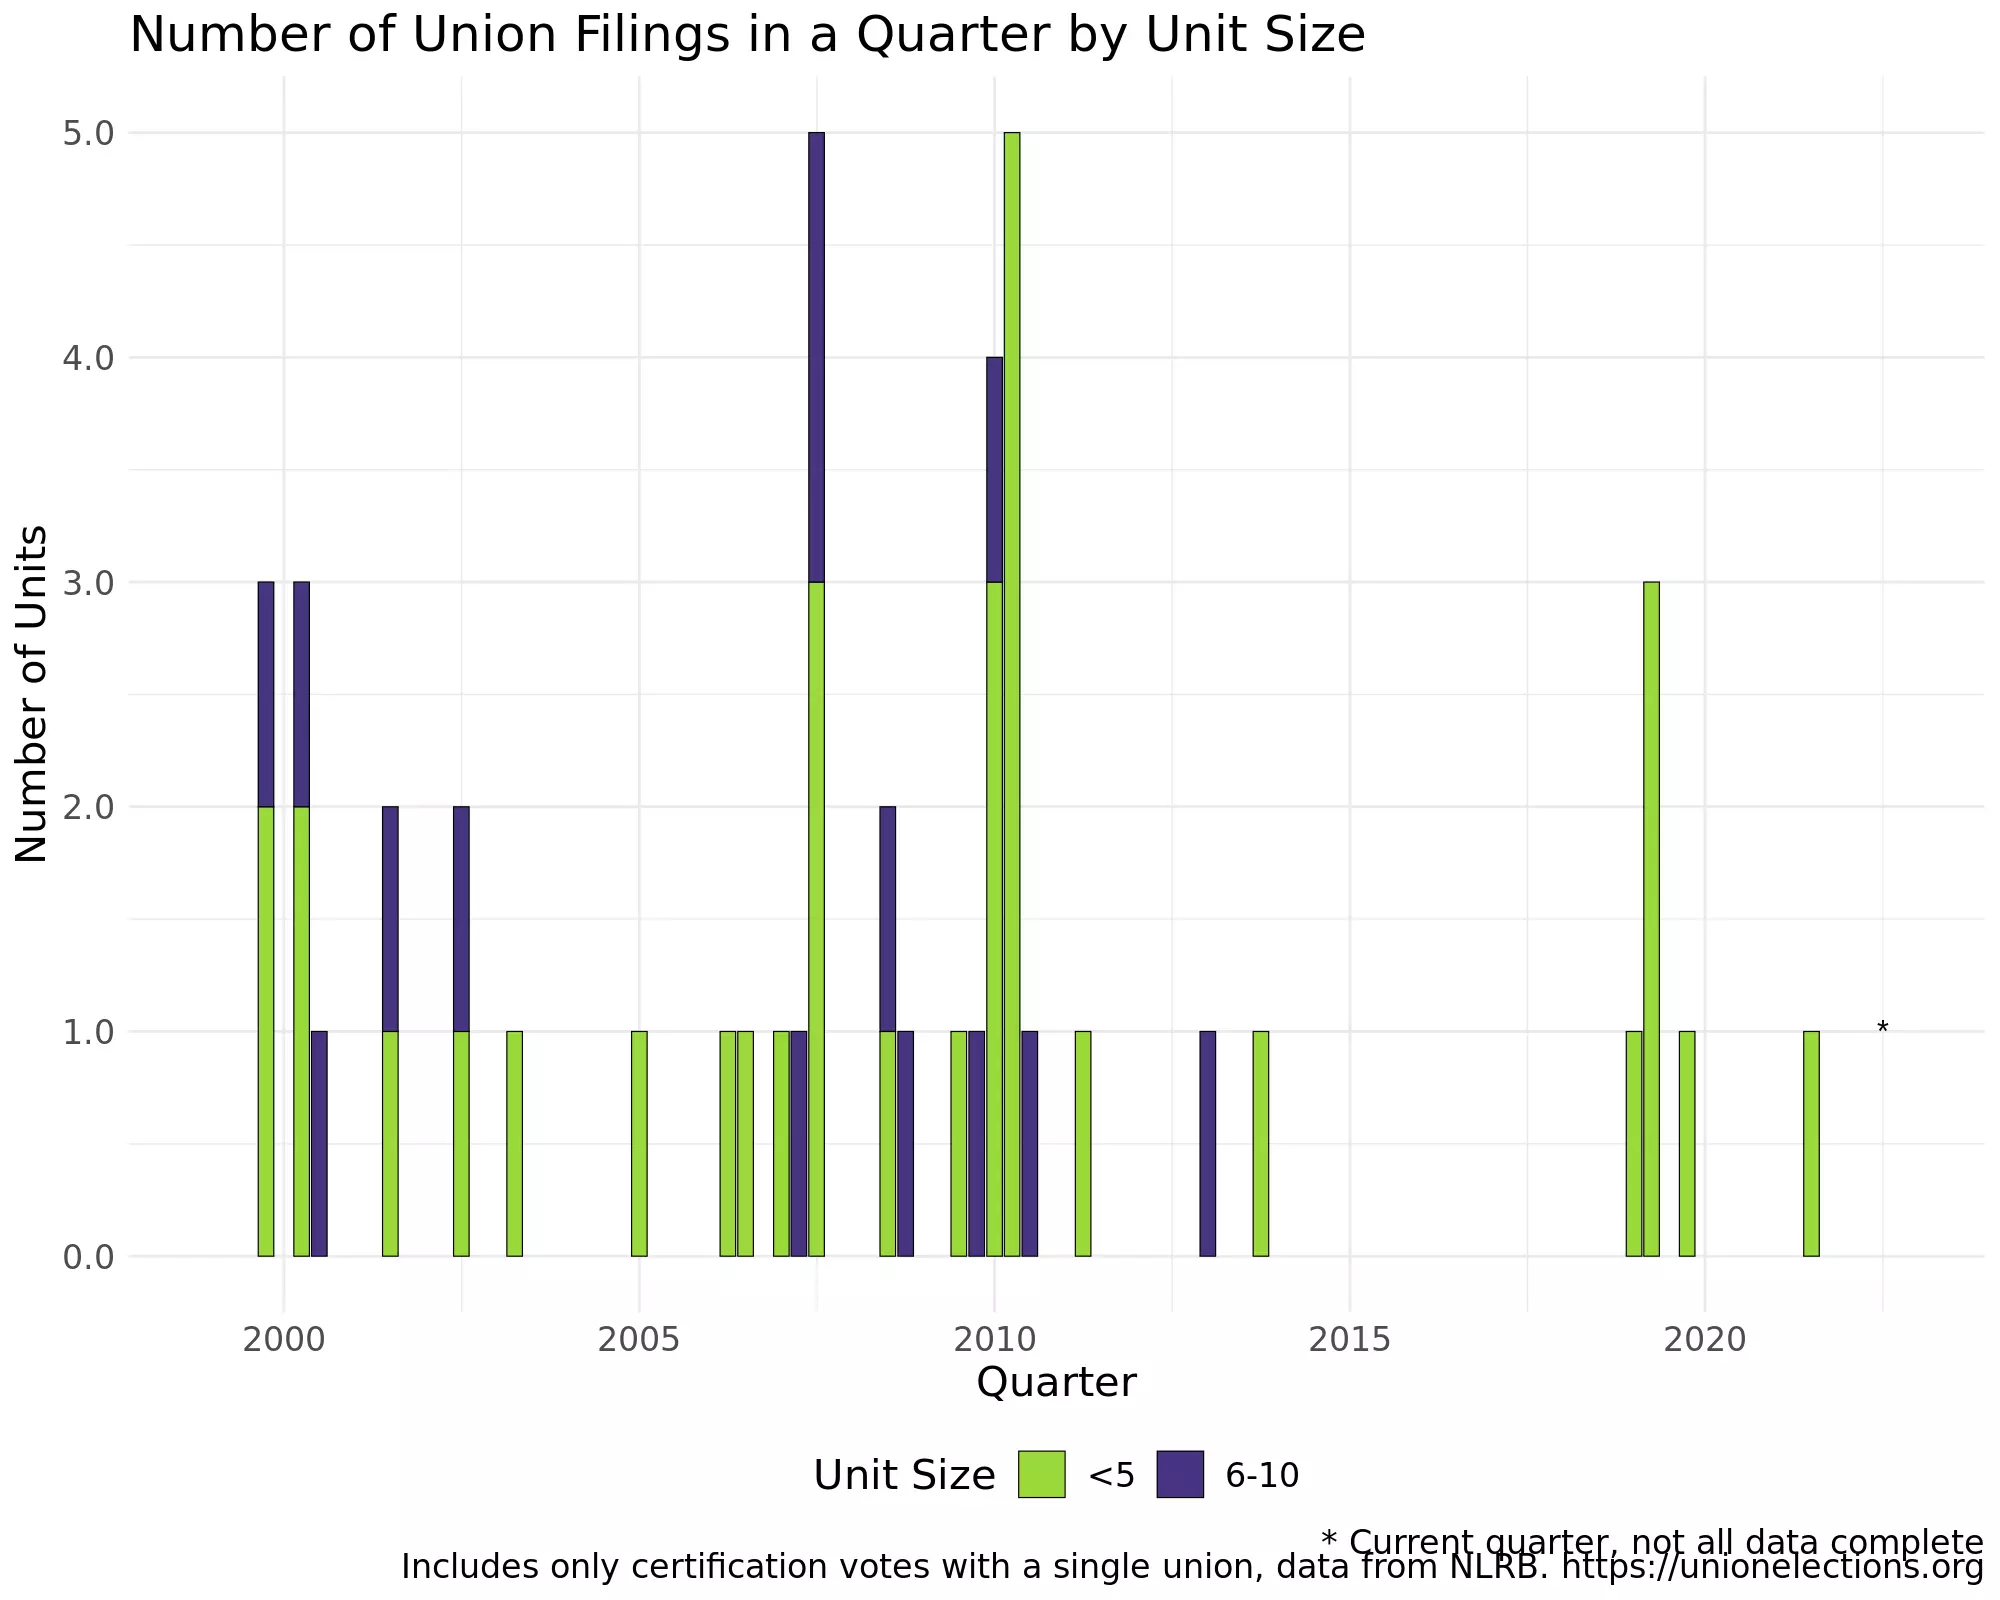 Number of Union Filings in a Quarter by Unit Size
Number of Units
5.0
4.0
3.0
2.0
1.0
0.0
*
2000 2005 2010 2015 2020
Quarter
Unit Size <5 6-10
* Current quarter, not all data complete
Includes only certification votes with a single union, data from NLRB. https://unionelections.org